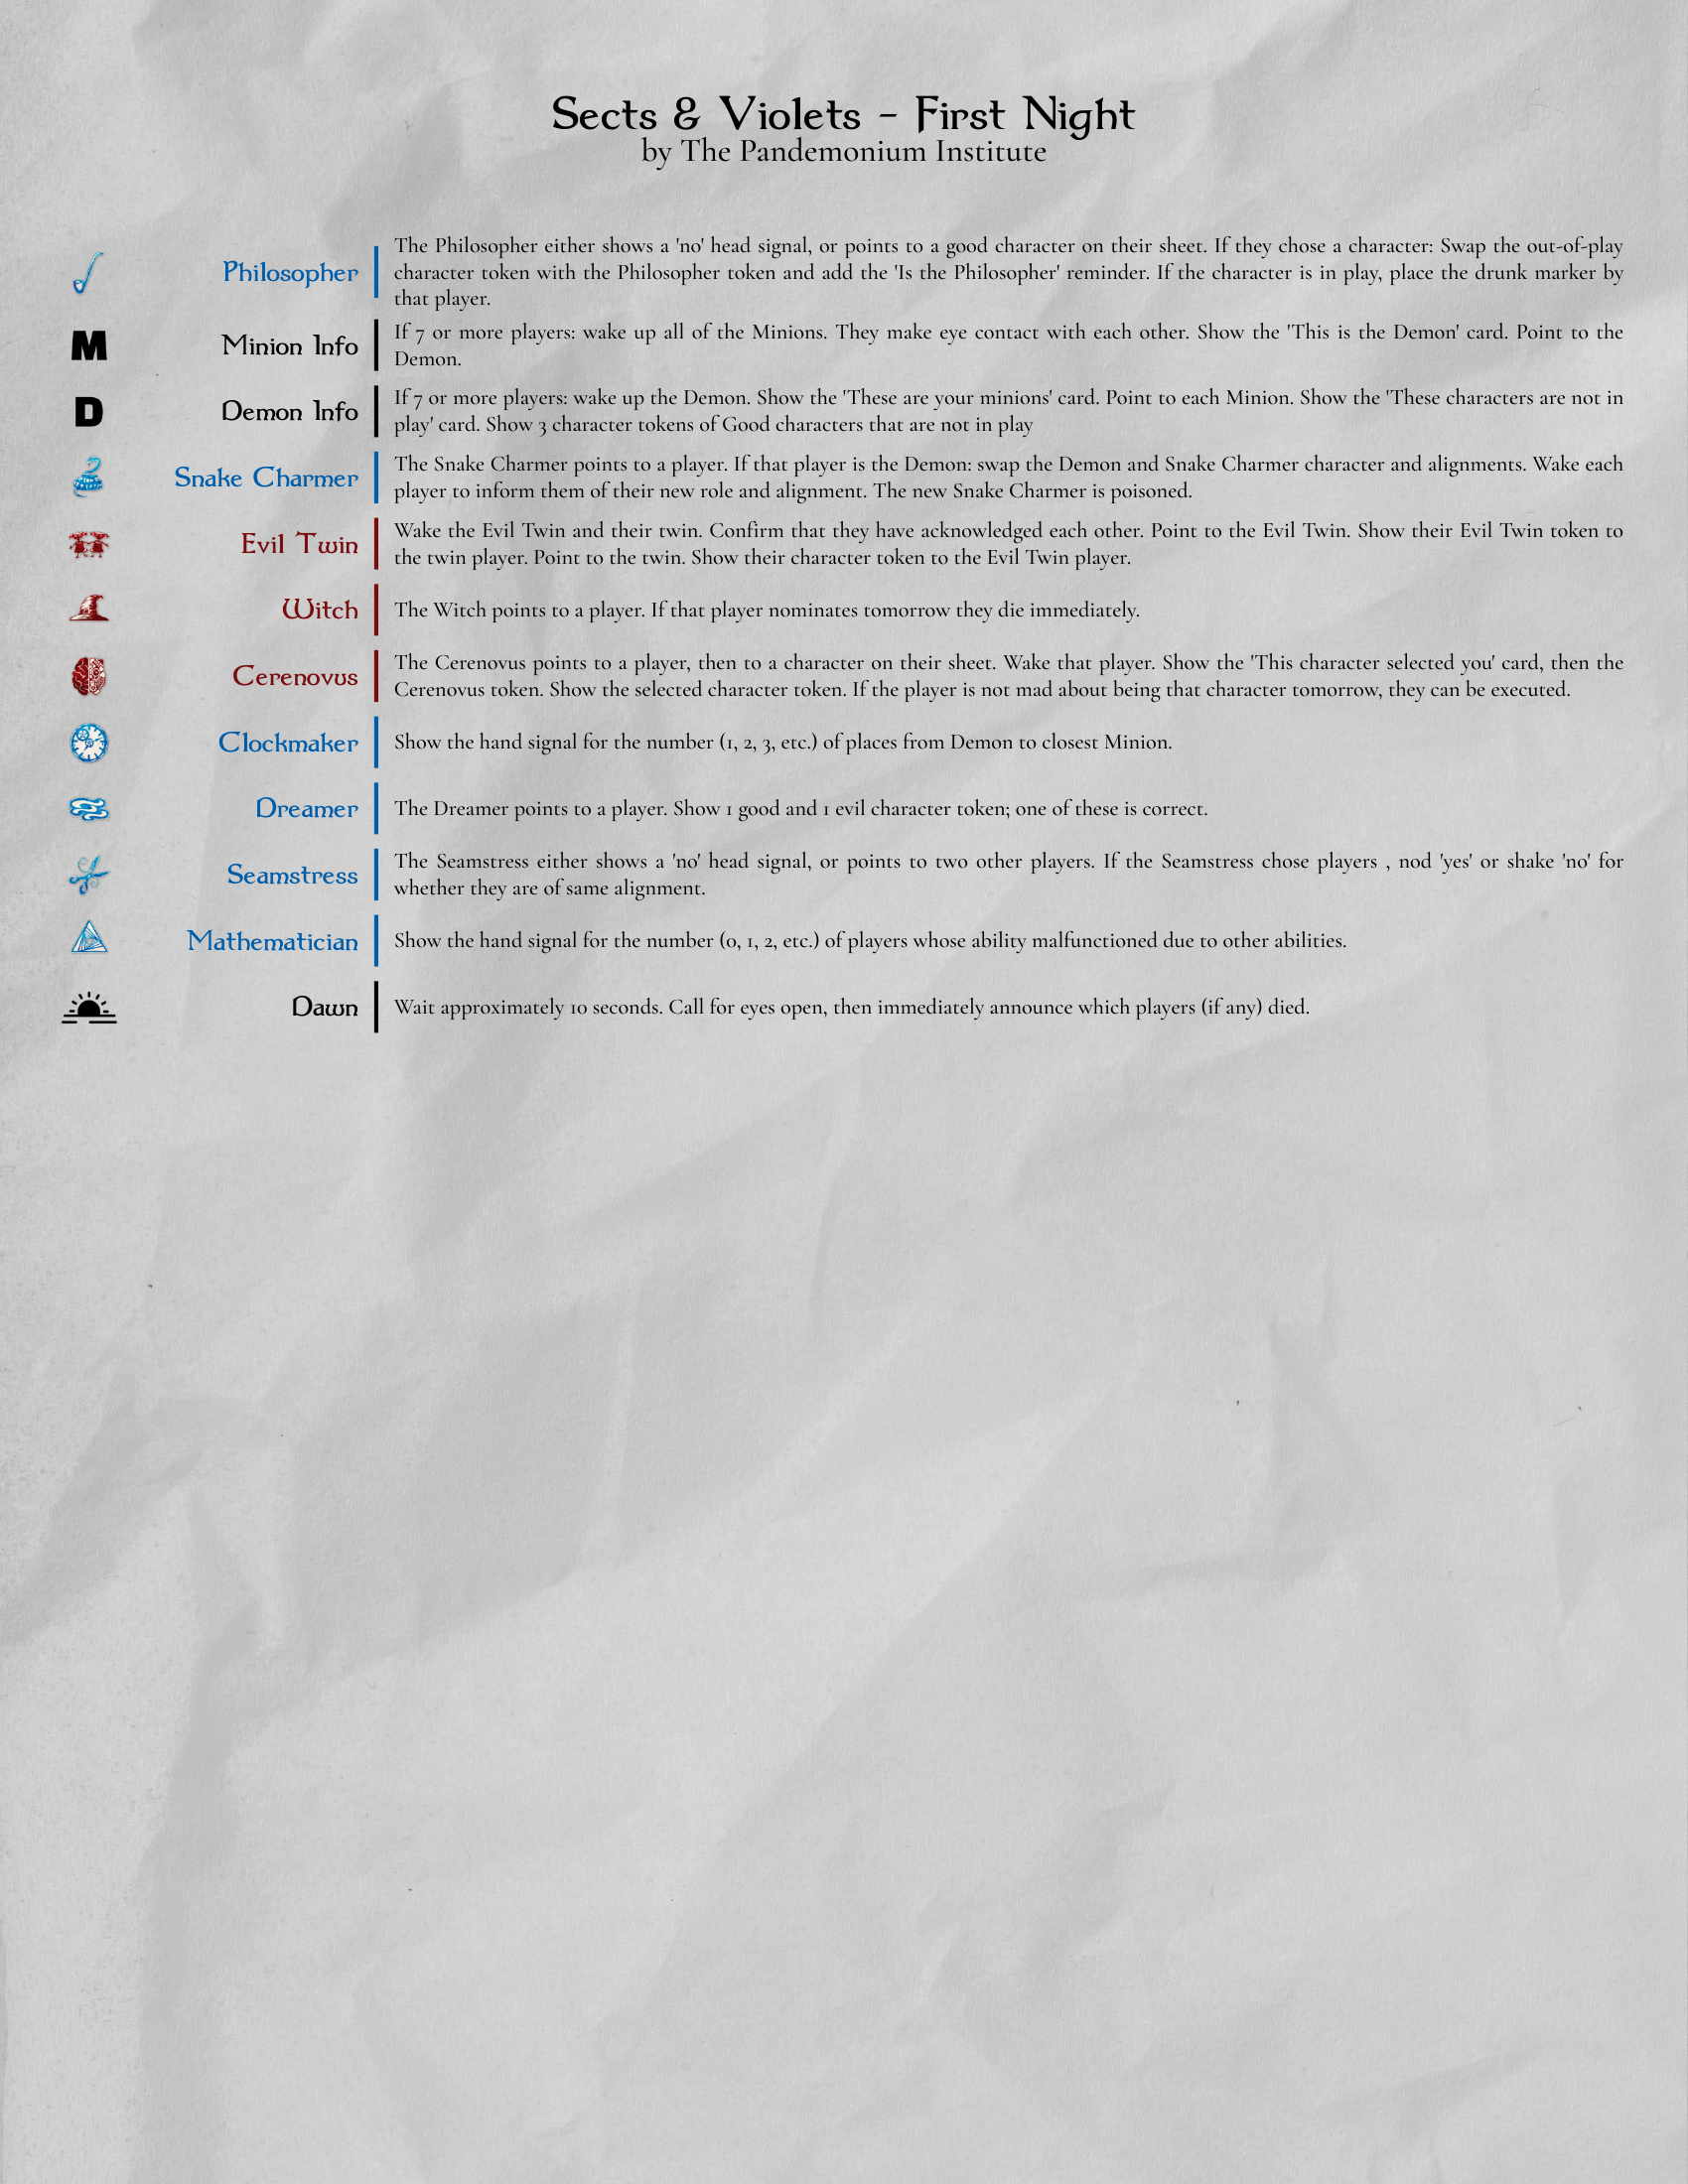 Sects & Violets - First Night
by The Pandemonium Institute
Philosopher
The Philosopher either shows a 'no' head signal, or points to a good character on their sheet. If they chose a character: Swap the out-of-play
character token with the Philosopher token and add the 'Is the Philosopher' reminder. If the character is in play, place the drunk marker by
that player.
M
Minion Info
If 7 or more players: wake up all of the Minions. They make eye contact with each other. Show the 'This is the Demon' card. Point to the
Demon.
D
Demon Info
If 7 or more players: wake up the Demon. Show the 'These are your minions' card. Point to each Minion. Show the 'These characters are not in
play' card. Show 3 character tokens of Good characters that are not in play
Snake Charmer
The Snake Charmer points to a player. If that player is the Demon: swap the Demon and Snake Charmer character and alignments. Wake each
player to inform them of their new role and alignment. The new Snake Charmer is poisoned.
Evil Twin
Wake the Evil Twin and their twin. Confirm that they have acknowledged each other. Point to the Evil Twin. Show their Evil Twin token to
the twin player. Point to the twin. Show their character token to the Evil Twin player.
Witch
The Witch points to a player. If that player nominates tomorrow they die immediately.
Cerenovus
The Cerenovus points to a player, then to a character on their sheet. Wake that player. Show the 'This character selected you' card, then the
Cerenovus token. Show the selected character token. If the player is not mad about being that character tomorrow, they can be executed.
Clockmaker
Show the hand signal for the number (1, 2, 3, etc.) of places from Demon to closest Minion.
Dreamer
The Dreamer points to a player. Show 1 good and 1 evil character token; one of these is correct.
Seamstress
The Seamstress either shows a 'no' head signal, or points to two other players. If the Seamstress chose players , nod 'yes' or shake 'no' for
whether they are of same alignment.
Mathematician
Show the hand signal for the number (0, 1, 2, etc.) of players whose ability malfunctioned due to other abilities.
Dawn
Wait approximately 10 seconds. Call for eyes open, then immediately announce which players (if any) died.